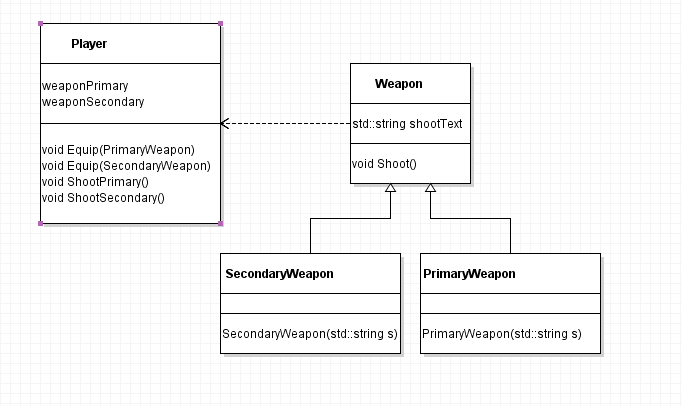 Player
weaponPrimary
weaponSecondary
void Equip(PrimaryWeapon)
void Equip(SecondaryWeapon)
void ShootPrimary()
void ShootSecondary()
Weapon
std::string shootText
void Shoot()
SecondaryWeapon
SecondaryWeapon(std::string s)
PrimaryWeapon
PrimaryWeapon(std::string s)